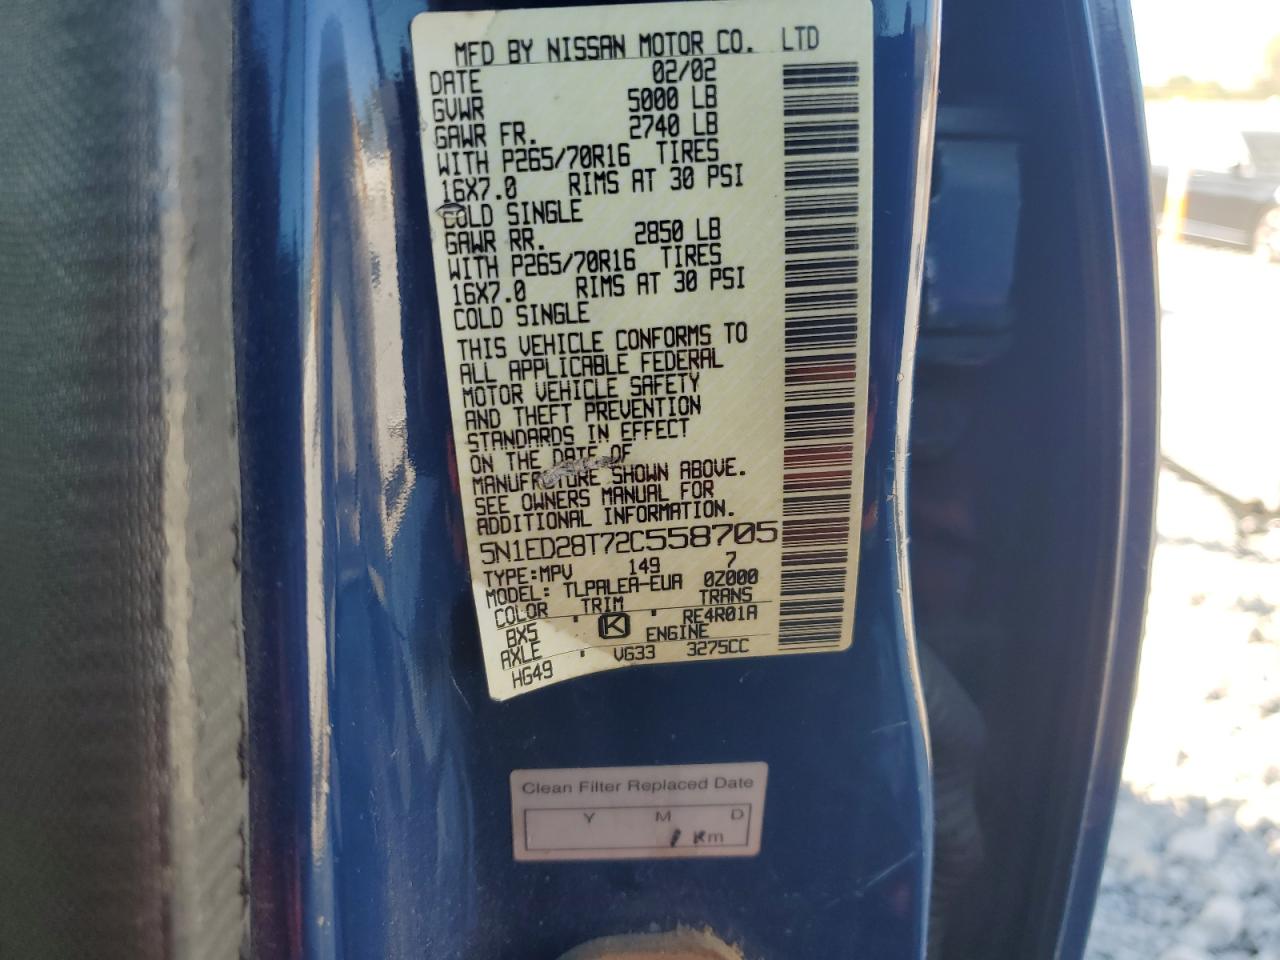 MFD BY NISSAN MOTOR CO. LTD
DATE 02/02
GVWR 5000 LB
GAWR FR. 2740 LB
WITH P265/70R16 TIRES
16X7.0 RIMS AT 30 PSI
COLD SINGLE
GAWR RR. 2850 LB
WITH P265/70R16 TIRES
16X7.0 RIMS AT 30 PSI
COLD SINGLE
THIS VEHICLE CONFORMS TO
ALL APPLICABLE FEDERAL
MOTOR VEHICLE SAFETY
AND THEFT PREVENTION
STANDARDS IN EFFECT
ON THE DATE OF
MANUFACTURE SHOWN ABOVE.
SEE OWNERS MANUAL FOR
ADDITIONAL INFORMATION.
5N1ED28T72C558705
TYPE:MPV 149 7
MODEL: TLPALEA-EUA 0Z000
COLOR TRIM TRANS
BX5 K RE4R01A
AXLE ENGINE
HG49 VG33 3275CC
Clean Filter Replaced Date
Y M D
Km